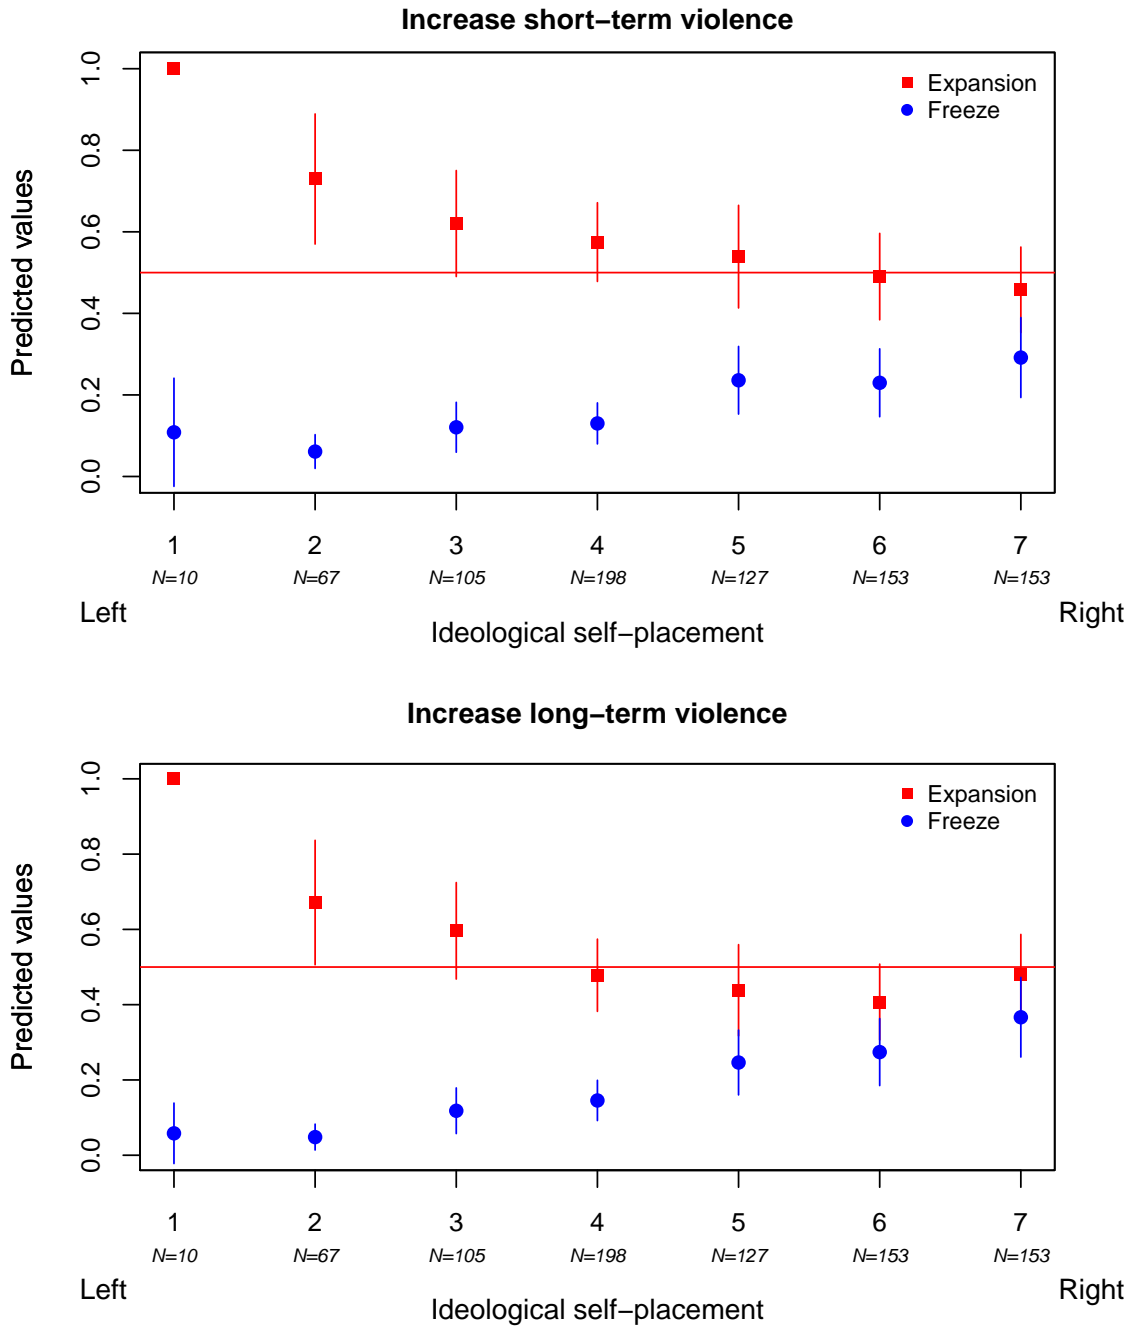 Increase short−term violence
Expansion
Freeze
Predicted values
1.0
0.8
0.6
0.4
0.2
0.0
1 2 3 4 5 6 7
N=10 N=67 N=105 N=198 N=127 N=153 N=153
Left Right
Ideological self−placement
Increase long−term violence
Expansion
Freeze
Predicted values
1.0
0.8
0.6
0.4
0.2
0.0
1 2 3 4 5 6 7
N=10 N=67 N=105 N=198 N=127 N=153 N=153
Left Right
Ideological self−placement